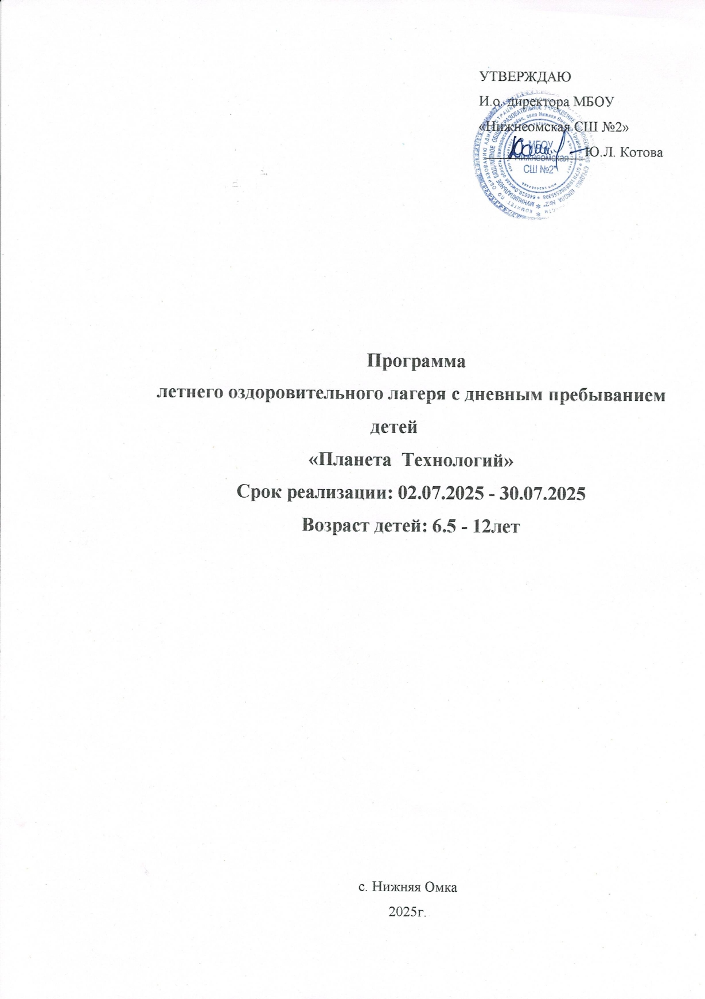 УТВЕРЖДАЮ
И.о. директора МБОУ
«Нижнеомская СШ №2»
Ю.Л. Котова
МБОУ
"Нижнеомская
СШ №2"
Программа
летнего оздоровительного лагеря с дневным пребыванием
детей
«Планета  Технологий»
Срок реализации: 02.07.2025 - 30.07.2025
Возраст детей: 6.5 - 12лет
с. Нижняя Омка
2025г.